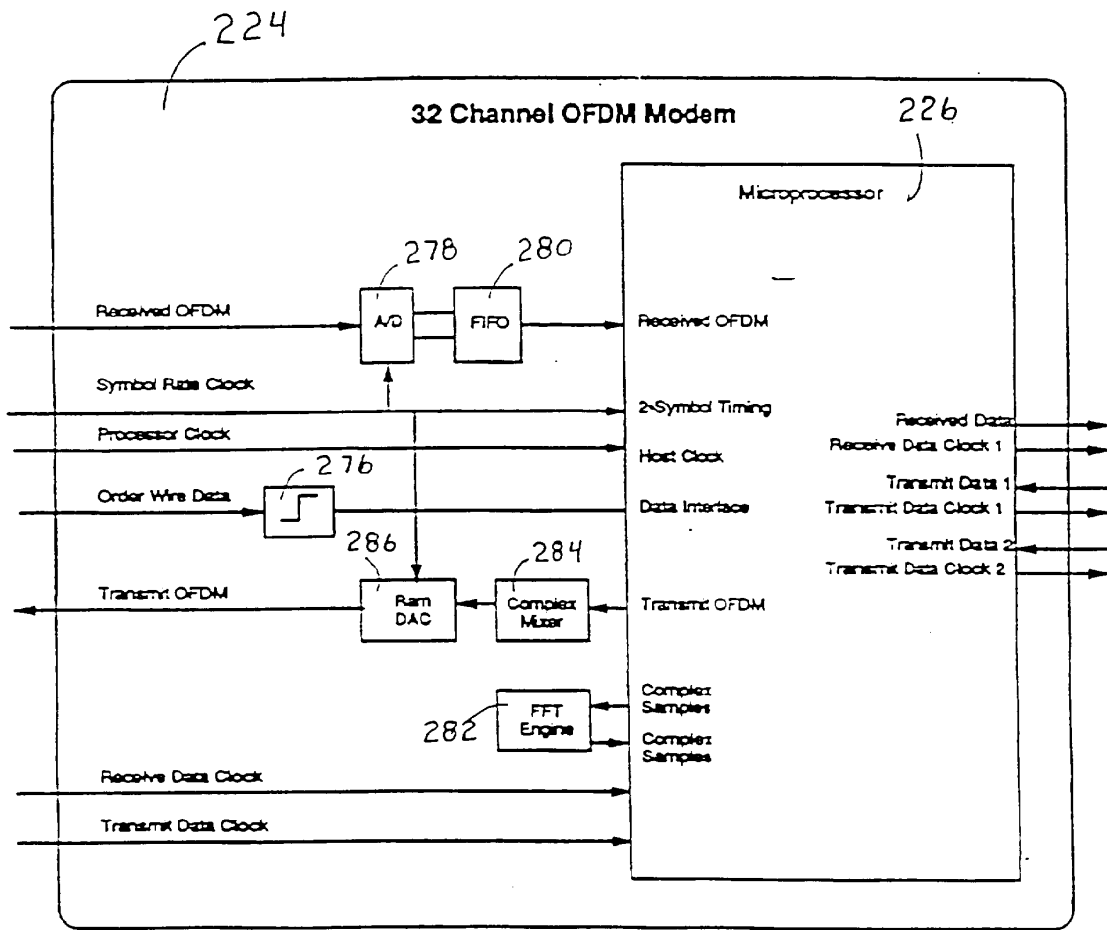 224
32 Channel OFDM Modem
226
Microprocessor
278
280
Received OFDM
A/D
FIFO
Received OFDM
Symbol Rate Clock
2-Symbol Timing
Received Data
Processor Clock
Host Clock
Receive Data Clock 1
276
Order Wire Data
Data Interface
Transmit Data 1
Transmit Data Clock 1
286
284
Transmit Data 2
Transmit Data Clock 2
Transmit OFDM
Ram
DAC
Complex
Mixer
Transmit OFDM
282
FFT
Engine
Complex
Samples
Complex
Samples
Receive Data Clock
Transmit Data Clock